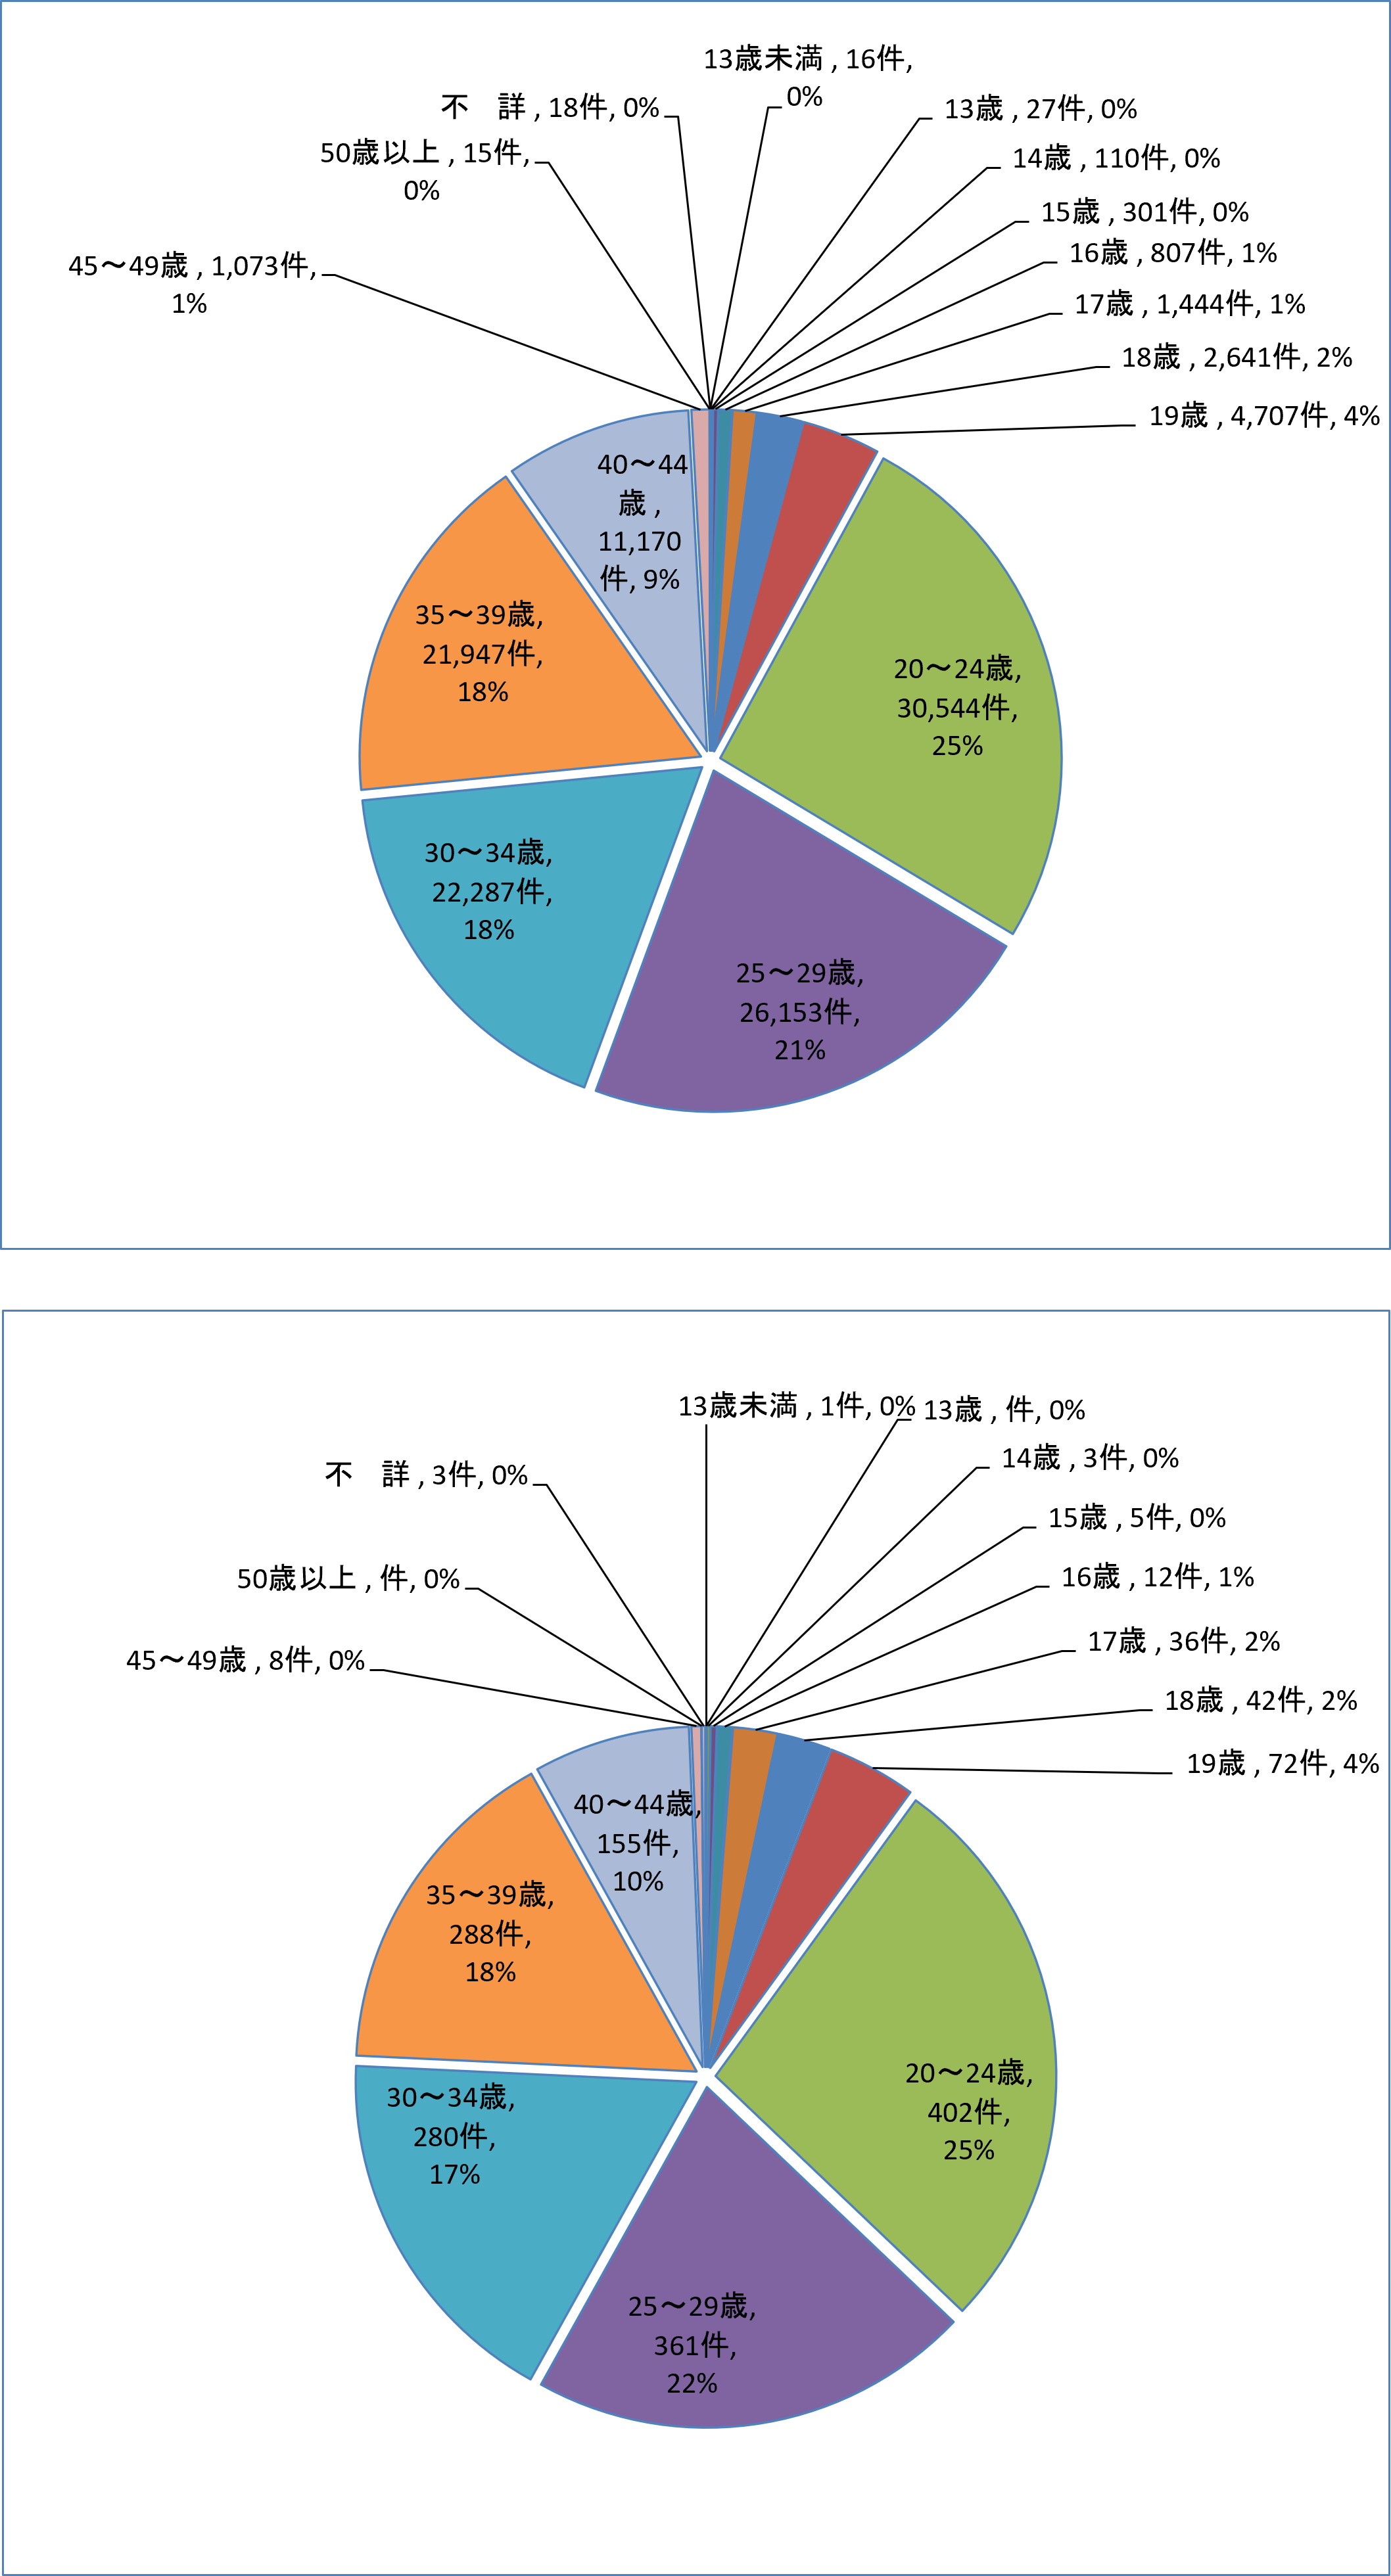 13歳未満 , 16件,
0%
不　詳 , 18件, 0%
13歳 , 27件, 0%
50歳以上 , 15件,
0%
14歳 , 110件, 0%
15歳 , 301件, 0%
16歳 , 807件, 1%
45～49歳 , 1,073件,
1%
17歳 , 1,444件, 1%
18歳 , 2,641件, 2%
19歳 , 4,707件, 4%
40～44
歳 ,
11,170
件, 9%
35～39歳,
21,947件,
18%
20～24歳,
30,544件,
25%
30～34歳,
22,287件,
18%
25～29歳,
26,153件,
21%
13歳未満 , 1件, 0%
13歳 , 件, 0%
14歳 , 3件, 0%
不　詳 , 3件, 0%
15歳 , 5件, 0%
50歳以上 , 件, 0%
16歳 , 12件, 1%
17歳 , 36件, 2%
45～49歳 , 8件, 0%
18歳 , 42件, 2%
19歳 , 72件, 4%
40～44歳,
155件,
10%
35～39歳,
288件,
18%
20～24歳,
402件,
25%
30～34歳,
280件,
17%
25～29歳,
361件,
22%